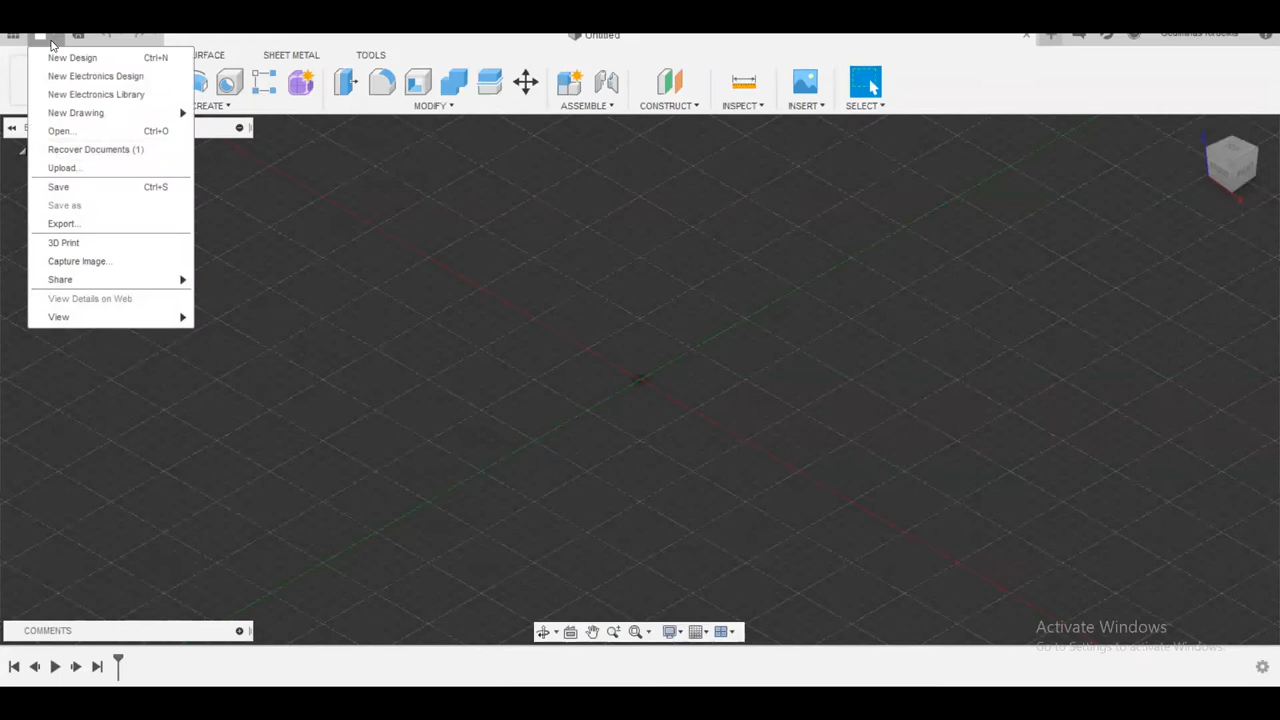 Untitled
New Design Ctrl+N
New Electronics Design
New Electronics Library
New Drawing
Open... Ctrl+O
Recover Documents (1)
Upload...
Save Ctrl+S
Save as
Export...
3D Print
Capture Image...
Share
View Details on Web
View
SHEET METAL
TOOLS
MODIFY
ASSEMBLE
CONSTRUCT
INSPECT
INSERT
SELECT
TOP
COMMENTS
Activate Windows
Go to Settings to activate Windows.